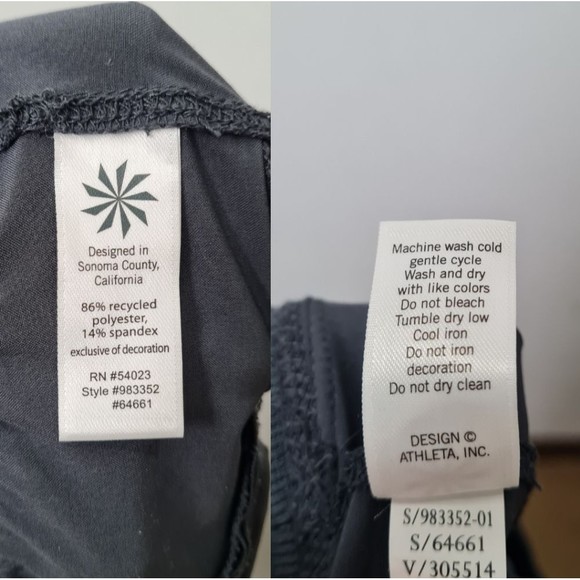 Designed in
Sonoma County,
California
86% recycled
polyester,
14% spandex
exclusive of decoration
RN #54023
Style #983352
#64661
Machine wash cold
gentle cycle
Wash and dry
with like colors
Do not bleach
Tumble dry low
Cool iron
Do not iron
decoration
Do not dry clean
DESIGN ©
ATHLETA, INC.
S/983352-01
S/64661
V/305514